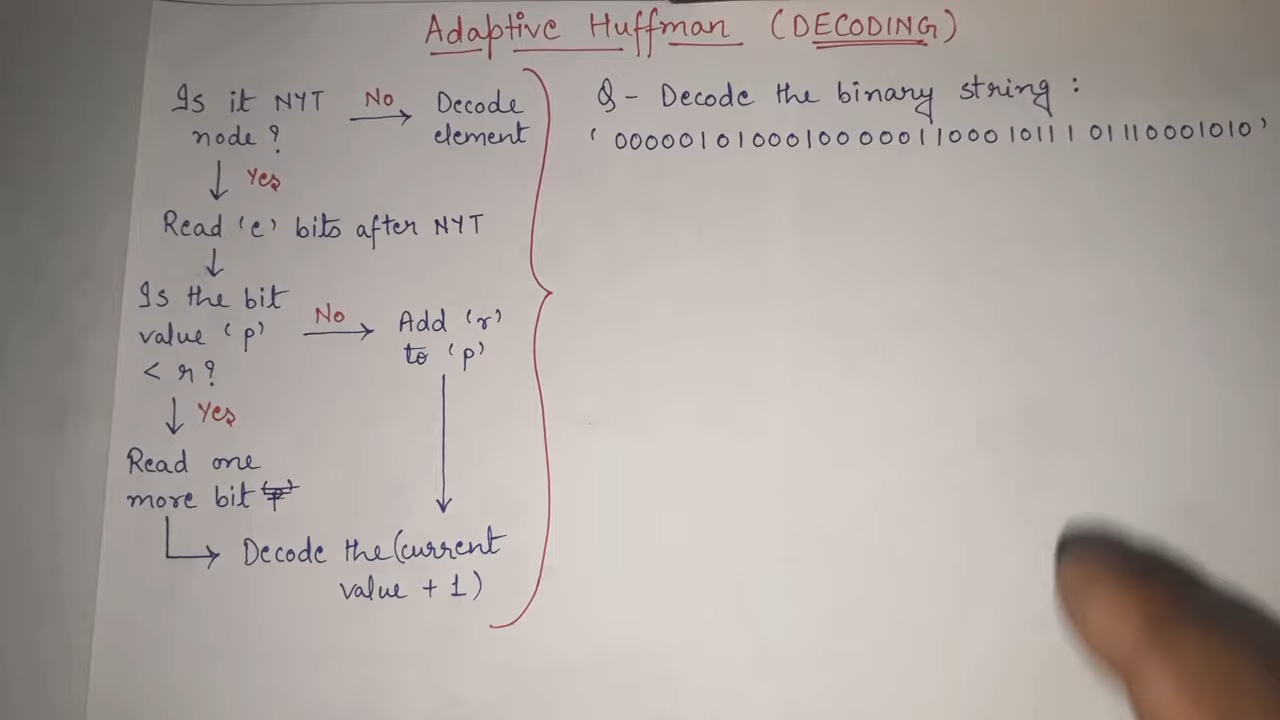 Adaptive Huffman (DECODING)
Is it NYT node?
No
Decode element
Yes
Read 'e' bits after NYT
Is the bit value 'p' < r?
No
Add 'r' to 'p'
Yes
Read one more bit
Decode the (current value + 1)
Q - Decode the binary string :
'00000101000100000110001011101110001010'